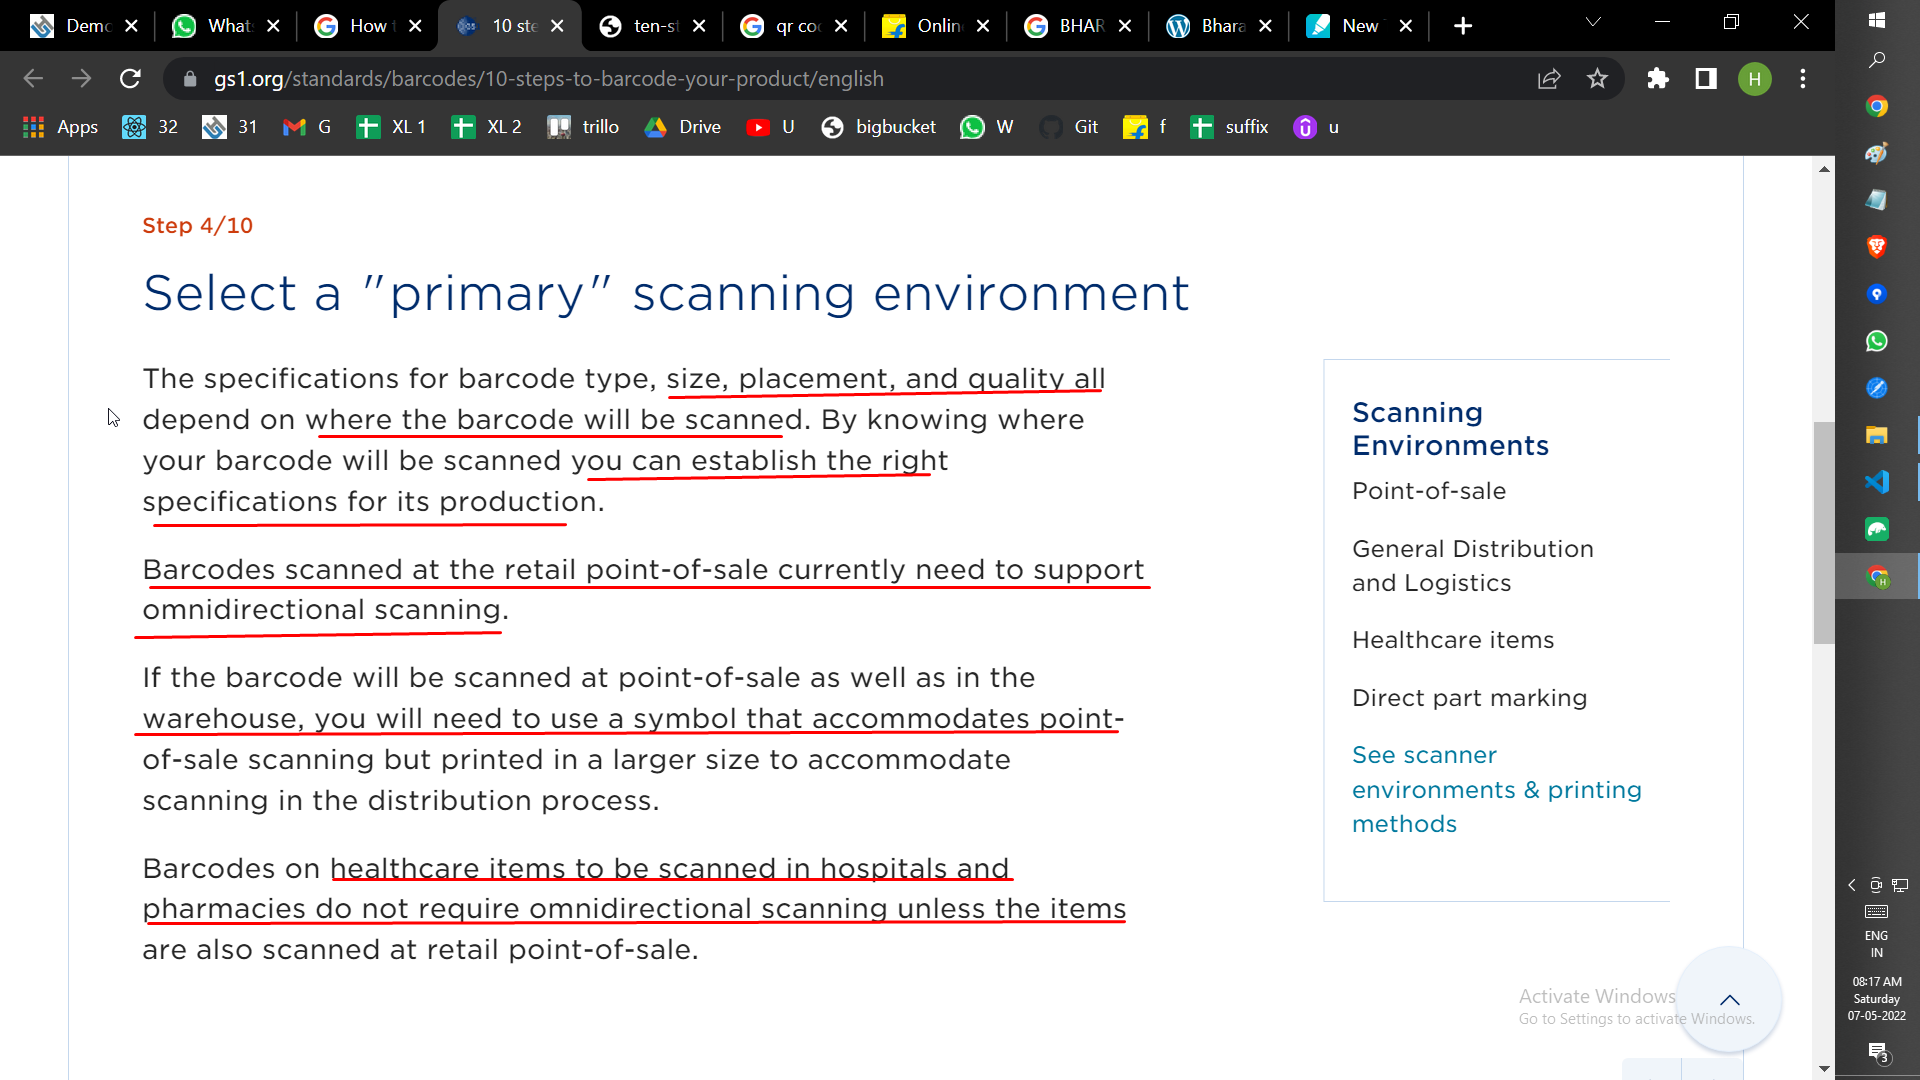 Demo
Whats
How t
10 ste
ten-st
qr co
Onlin
BHAR
Bhara
New
gs1.org/standards/barcodes/10-steps-to-barcode-your-product/english
H
Apps
32
31
G
XL 1
XL 2
trillo
Drive
U
bigbucket
W
Git
f
suffix
u
Step 4/10
Select a "primary" scanning environment
The specifications for barcode type, size, placement, and quality all
depend on where the barcode will be scanned. By knowing where
your barcode will be scanned you can establish the right
specifications for its production.
Barcodes scanned at the retail point-of-sale currently need to support
omnidirectional scanning.
If the barcode will be scanned at point-of-sale as well as in the
warehouse, you will need to use a symbol that accommodates point-
of-sale scanning but printed in a larger size to accommodate
scanning in the distribution process.
Barcodes on healthcare items to be scanned in hospitals and
pharmacies do not require omnidirectional scanning unless the items
are also scanned at retail point-of-sale.
Scanning
Environments
Point-of-sale
General Distribution
and Logistics
Healthcare items
Direct part marking
See scanner
environments & printing
methods
Activate Windows
Go to Settings to activate Windows.
ENG
IN
08:17 AM
Saturday
07-05-2022
3